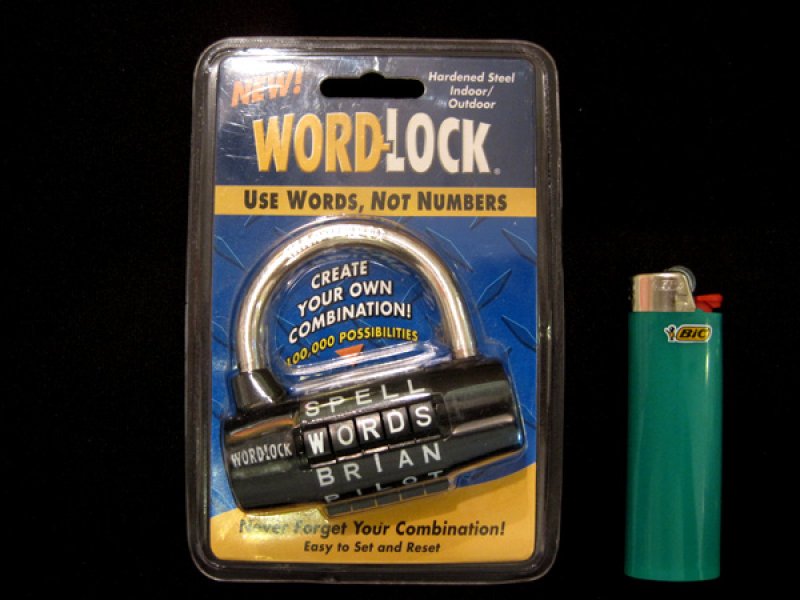 NEW!
Hardened Steel
Indoor/
Outdoor
WORDLOCK®
USE WORDS, NOT NUMBERS
CREATE
YOUR OWN
COMBINATION!
100,000 POSSIBILITIES
SPELL
WORDS
WORDLOCK
BRIAN
PILOT
Never Forget Your Combination!
Easy to Set and Reset
BIC